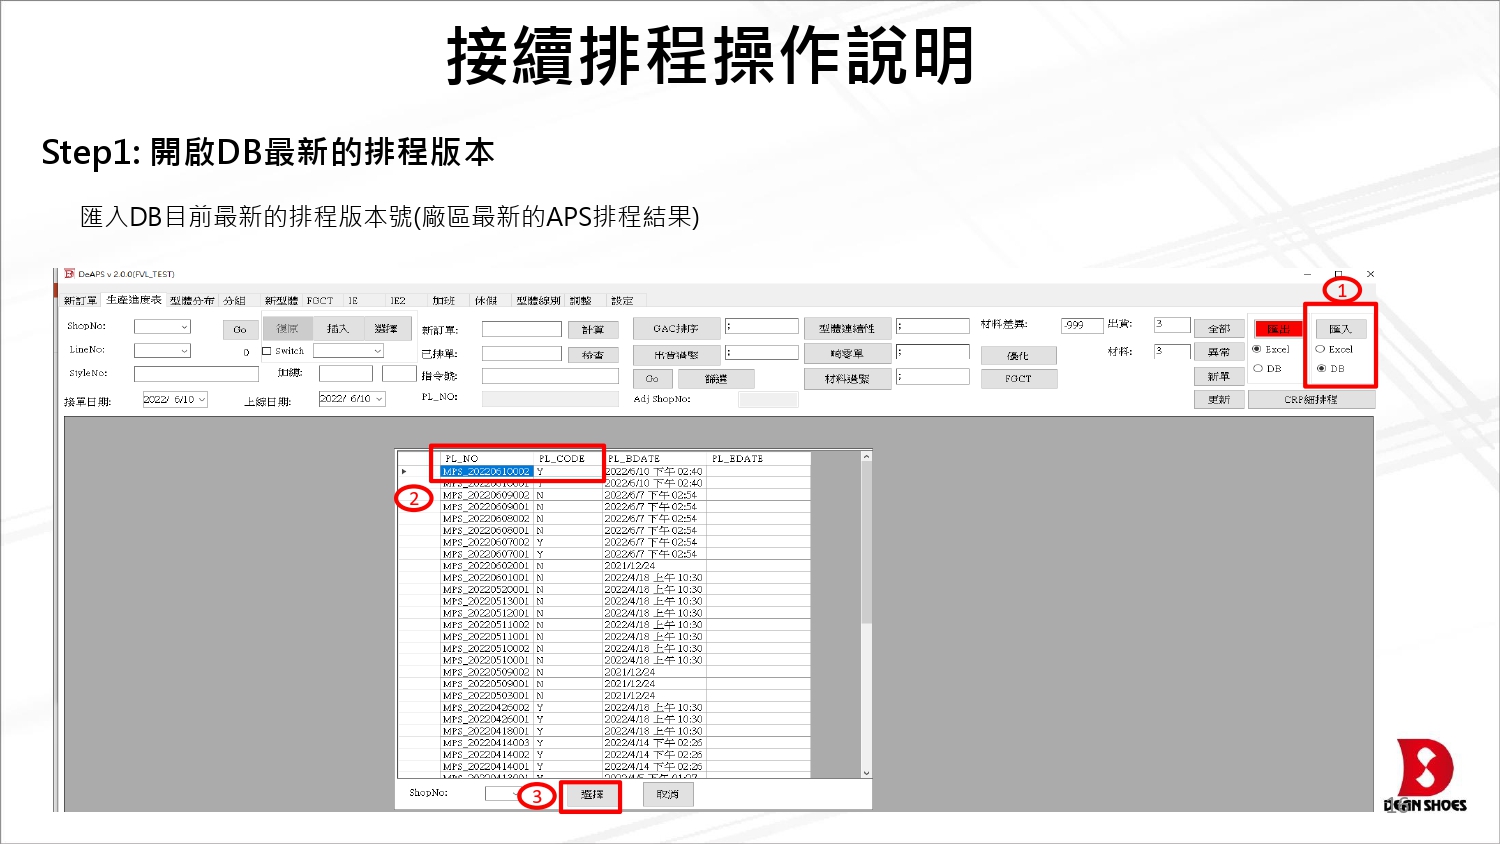 接續排程操作說明
Step1: 開啟DB最新的排程版本
匯入DB目前最新的排程版本號(廠區最新的APS排程結果)
DeAPS v 2.0.0(FVL_TEST)
新訂單 生產進度表 型體分布 分組 新型體 FGCT IE IE2 加班 休假 型體線別 調整 設定
1
ShopNo: Go 復原 插入 選擇 新訂單: 計算 GAC排序 ; 型體連續性 ; 材料差異: -999 出貨: 3 全部 匯出 匯入
LineNo: 0 Switch 已排單: 檢查 出貨過緊 ; 畸零單 ; 優化 材料: 3 異常 Excel Excel
StyleNo: 加總: 指令號: Go 篩選 材料過緊 ; FGCT 新單 DB DB
接單日期: 2022/ 6/10 上線日期: 2022/ 6/10 PL_NO: Adj ShopNo: 更新 CRP細排程
PL_NO PL_CODE PL_BDATE PL_EDATE
MPS_20220610002 Y 2022/6/10 下午 02:40
MPS_20220610001 Y 2022/6/10 下午 02:40
2
MPS_20220609002 N 2022/6/7 下午 02:54
MPS_20220609001 N 2022/6/7 下午 02:54
MPS_20220608002 N 2022/6/7 下午 02:54
MPS_20220608001 N 2022/6/7 下午 02:54
MPS_20220607002 Y 2022/6/7 下午 02:54
MPS_20220607001 Y 2022/6/7 下午 02:54
MPS_20220602001 N 2021/12/24
MPS_20220601001 N 2022/4/18 上午 10:30
MPS_20220520001 N 2022/4/18 上午 10:30
MPS_20220513001 N 2022/4/18 上午 10:30
MPS_20220512001 N 2022/4/18 上午 10:30
MPS_20220511002 N 2022/4/18 上午 10:30
MPS_20220511001 N 2022/4/18 上午 10:30
MPS_20220510002 N 2022/4/18 上午 10:30
MPS_20220510001 N 2022/4/18 上午 10:30
MPS_20220509002 N 2021/12/24
MPS_20220509001 N 2021/12/24
MPS_20220503001 N 2021/12/24
MPS_20220426002 Y 2022/4/18 上午 10:30
MPS_20220426001 Y 2022/4/18 上午 10:30
MPS_20220418001 Y 2022/4/18 上午 10:30
MPS_20220414003 Y 2022/4/14 下午 02:26
MPS_20220414002 Y 2022/4/14 下午 02:26
MPS_20220414001 Y 2022/4/14 下午 02:26
ShopNo: 3 選擇 取消
DEAN SHOES
16